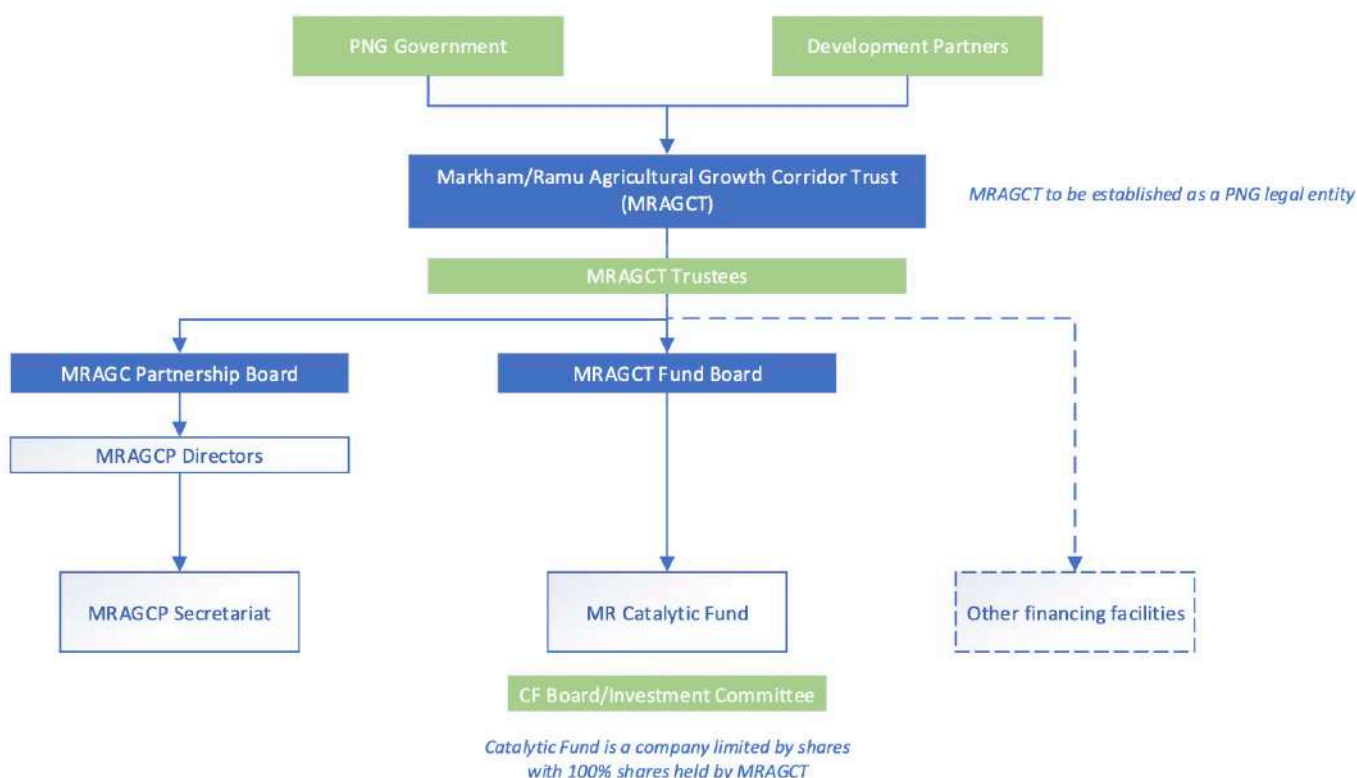 PNG Government
Development Partners
Markham/Ramu Agricultural Growth Corridor Trust
(MRAGCT)
MRAGCT to be established as a PNG legal entity
MRAGCT Trustees
MRAGC Partnership Board
MRAGCT Fund Board
MRAGCP Directors
MRAGCP Secretariat
MR Catalytic Fund
Other financing facilities
CF Board/Investment Committee
Catalytic Fund is a company limited by shares
with 100% shares held by MRAGCT